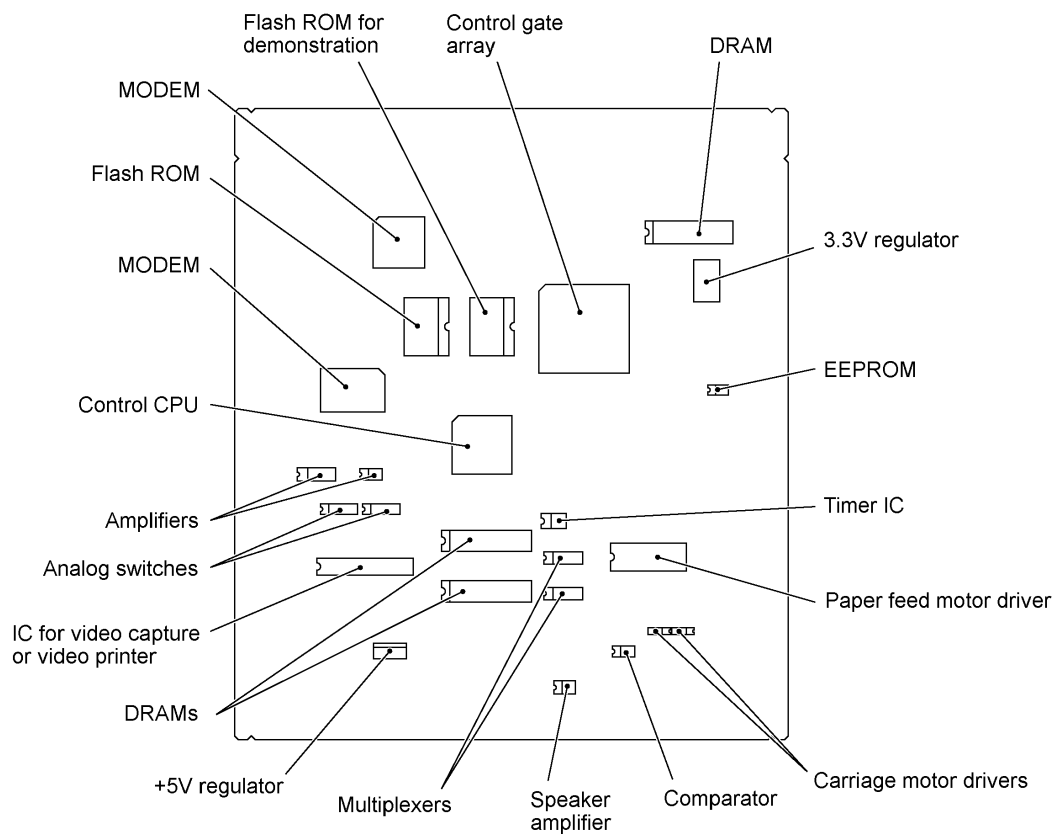 Flash ROM for
demonstration
Control gate
array
DRAM
MODEM
Flash ROM
3.3V regulator
MODEM
EEPROM
Control CPU
Timer IC
Amplifiers
Analog switches
Paper feed motor driver
IC for video capture
or video printer
DRAMs
+5V regulator
Multiplexers
Speaker
amplifier
Comparator
Carriage motor drivers